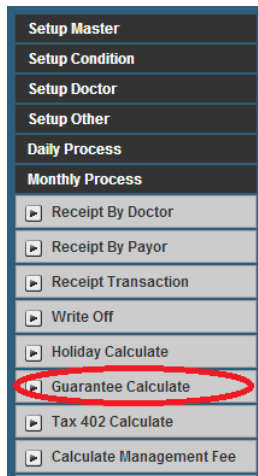 Setup Master
Setup Condition
Setup Doctor
Setup Other
Daily Process
Monthly Process
Receipt By Doctor
Receipt By Payor
Receipt Transaction
Write Off
Holiday Calculate
Guarantee Calculate
Tax 402 Calculate
Calculate Management Fee